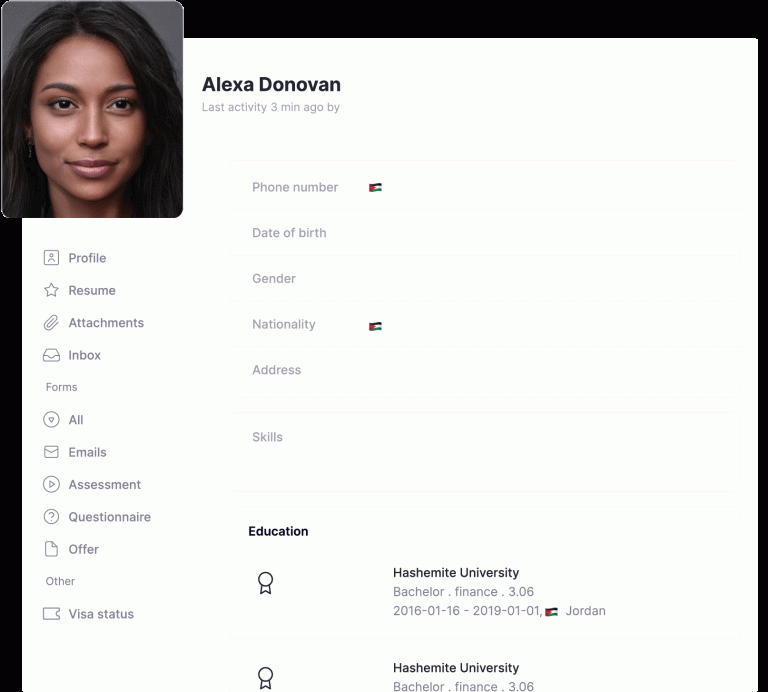 Alexa Donovan
Last activity 3 min ago by
Phone number
Date of birth
Gender
Nationality
Address
Skills
Profile
Resume
Attachments
Inbox
Forms
All
Emails
Assessment
Questionnaire
Offer
Other
Visa status
Education
Hashemite University
Bachelor . finance . 3.06
2016-01-16 - 2019-01-01, Jordan
Hashemite University
Bachelor . finance . 3.06